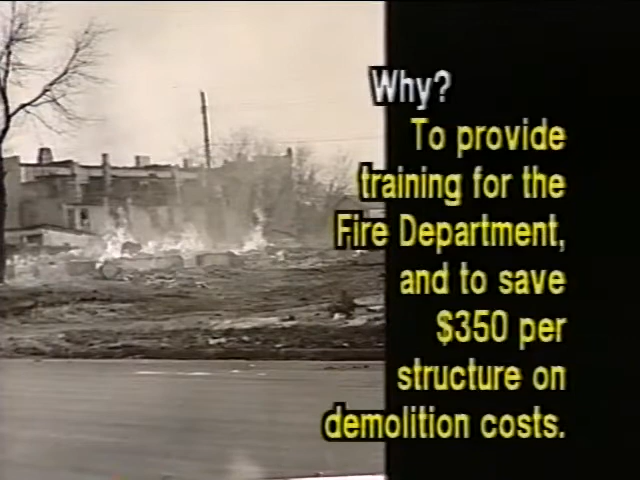 Why?
To provide
training for the
Fire Department,
and to save
$350 per
structure on
demolition costs.